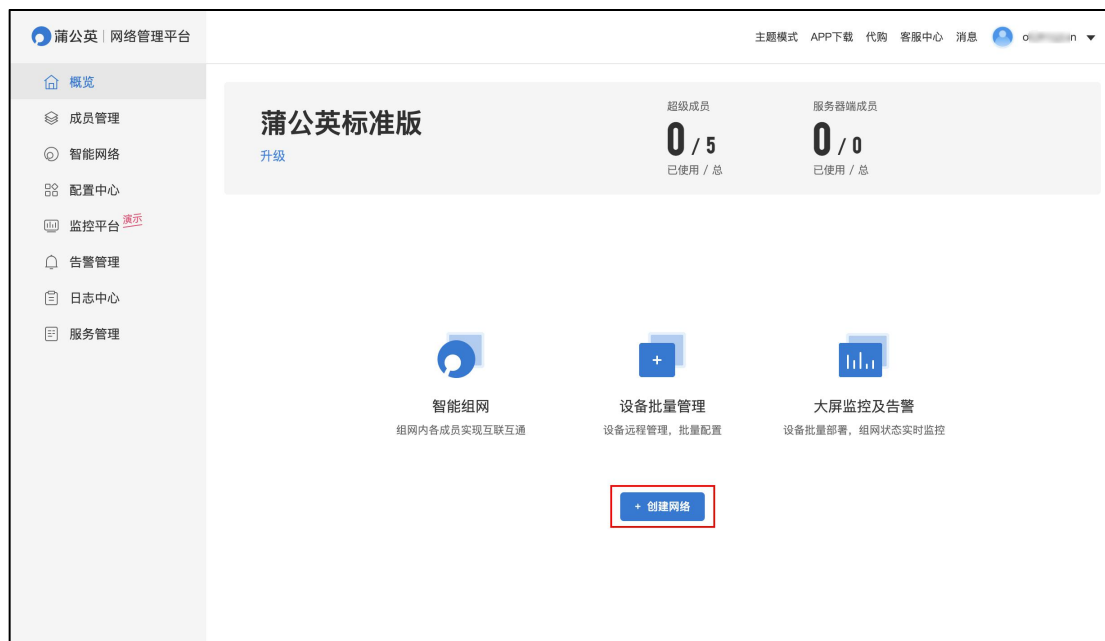 蒲公英 | 网络管理平台
主题模式 APP下载 代购 客服中心 消息
概览
成员管理
智能网络
配置中心
监控平台 演示
告警管理
日志中心
服务管理
蒲公英标准版
升级
超级成员
0 / 5
已使用 / 总
服务器端成员
0 / 0
已使用 / 总
智能组网
组网内各成员实现互联互通
设备批量管理
设备远程管理，批量配置
大屏监控及告警
设备批量部署，组网状态实时监控
+ 创建网络